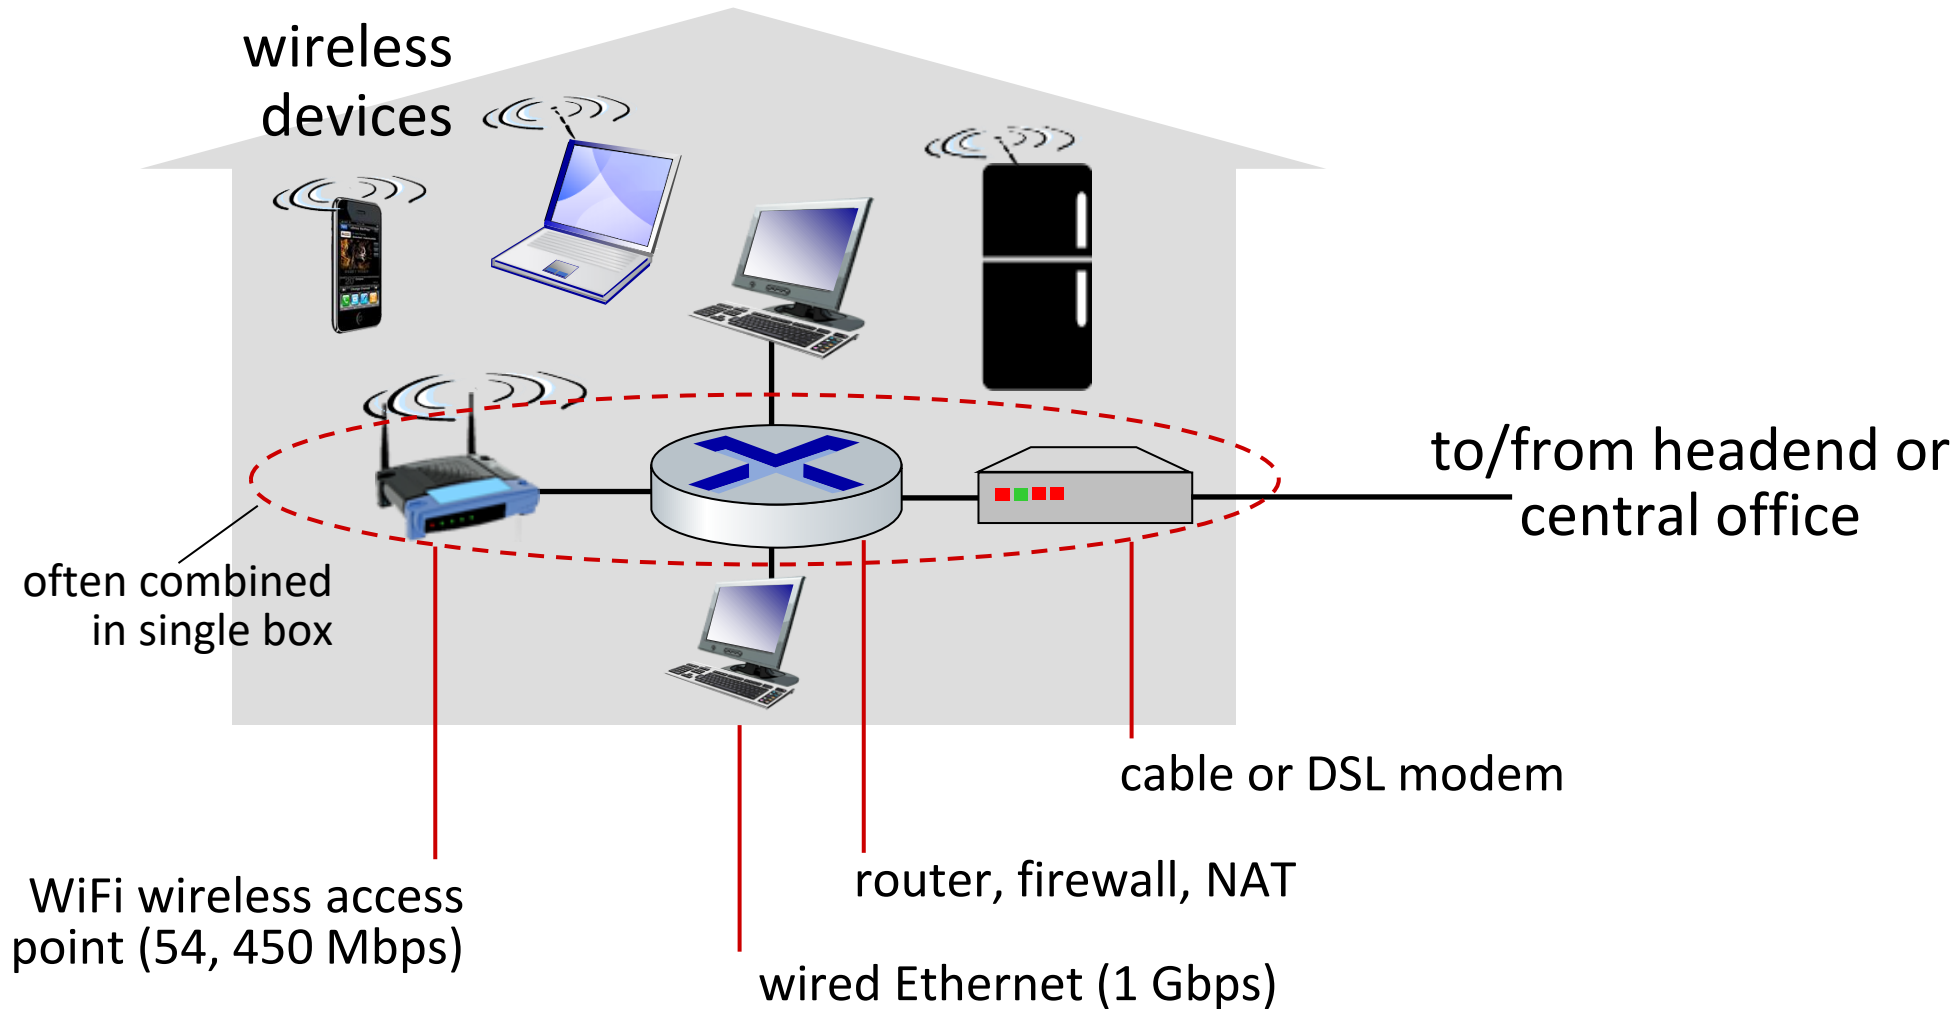 wireless
devices
to/from headend or
central office
often combined
in single box
cable or DSL modem
router, firewall, NAT
WiFi wireless access
point (54, 450 Mbps)
wired Ethernet (1 Gbps)